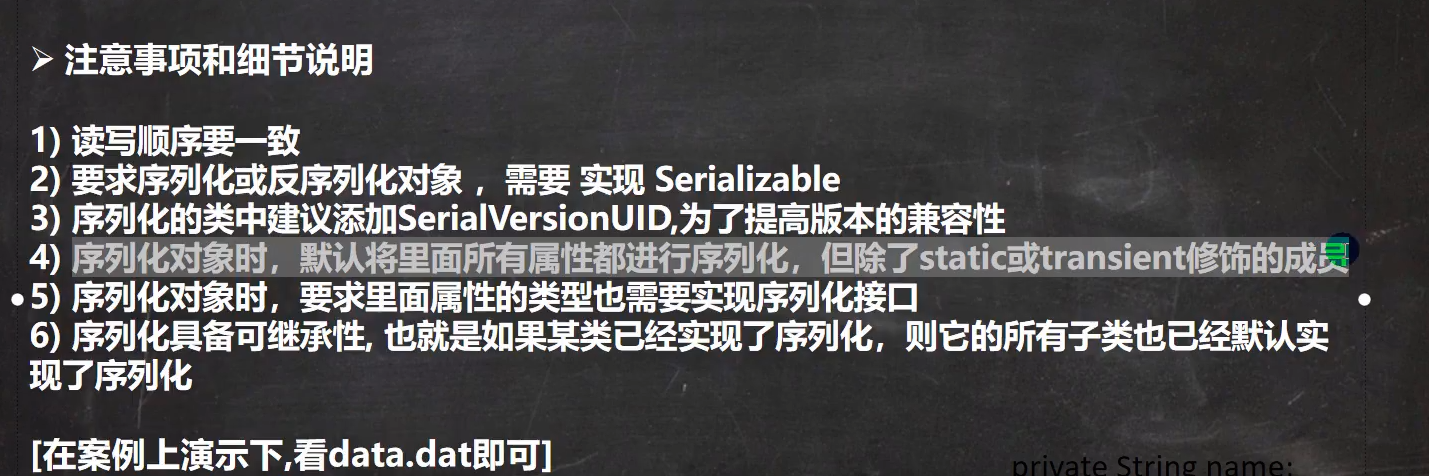 ➢ 注意事项和细节说明
1) 读写顺序要一致
2) 要求序列化或反序列化对象 ，需要 实现 Serializable
3) 序列化的类中建议添加SerialVersionUID,为了提高版本的兼容性
4) 序列化对象时，默认将里面所有属性都进行序列化，但除了static或transient修饰的成员
5) 序列化对象时，要求里面属性的类型也需要实现序列化接口
6) 序列化具备可继承性, 也就是如果某类已经实现了序列化，则它的所有子类也已经默认实
现了序列化
[在案例上演示下,看data.dat即可]
private String name;